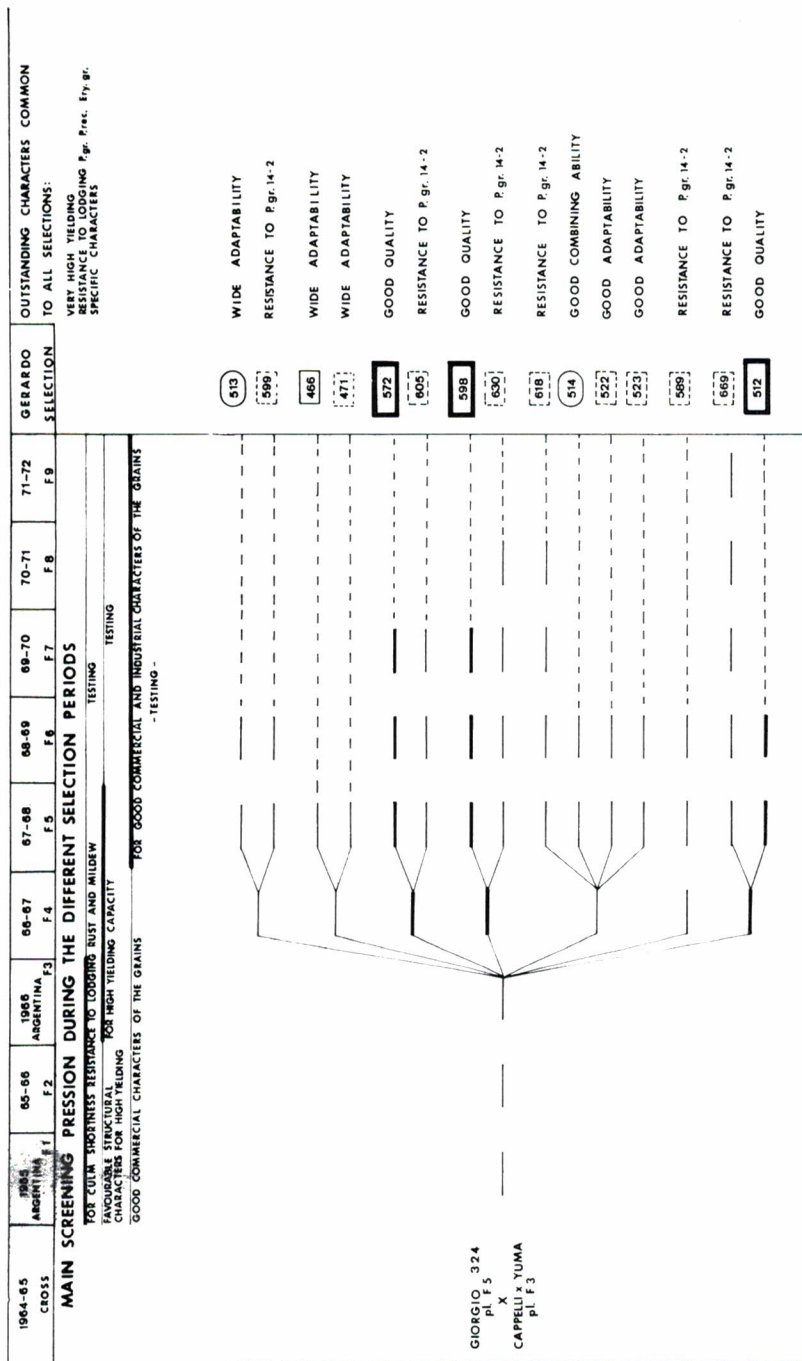 1964-65
CROSS
1965
ARGENTINA F1
65-66
F2
1966
ARGENTINA F3
66-67
F4
67-68
F5
68-69
F6
69-70
F7
70-71
F8
71-72
F9
GERARDO
SELECTION
OUTSTANDING CHARACTERS COMMON
TO ALL SELECTIONS:
VERY HIGH YIELDING
RESISTANCE TO LODGING P.gr. P.rec. Ery. gr.
SPECIFIC CHARACTERS
MAIN SCREENING PRESSION DURING THE DIFFERENT SELECTION PERIODS
FOR CULM SHORTNESS RESISTANCE TO LODGING RUST AND MILDEW
TESTING
FAVOURABLE STRUCTURAL
CHARACTERS FOR HIGH YIELDING
FOR HIGH YIELDING CAPACITY
TESTING
GOOD COMMERCIAL CHARACTERS OF THE GRAINS
FOR GOOD COMMERCIAL AND INDUSTRIAL CHARACTERS OF THE GRAINS
- TESTING -
513 WIDE ADAPTABILITY
599 RESISTANCE TO P.gr. 14-2
466 WIDE ADAPTABILITY
471 WIDE ADAPTABILITY
572 GOOD QUALITY
605 RESISTANCE TO P.gr. 14-2
598 GOOD QUALITY
630 RESISTANCE TO P.gr. 14-2
618 RESISTANCE TO P.gr. 14-2
514 GOOD COMBINING ABILITY
522 GOOD ADAPTABILITY
523 GOOD ADAPTABILITY
589 RESISTANCE TO P.gr. 14-2
669 RESISTANCE TO P.gr. 14-2
512 GOOD QUALITY
GIORGIO 324
pl. F5
X
CAPPELLI x YUMA
pl. F3